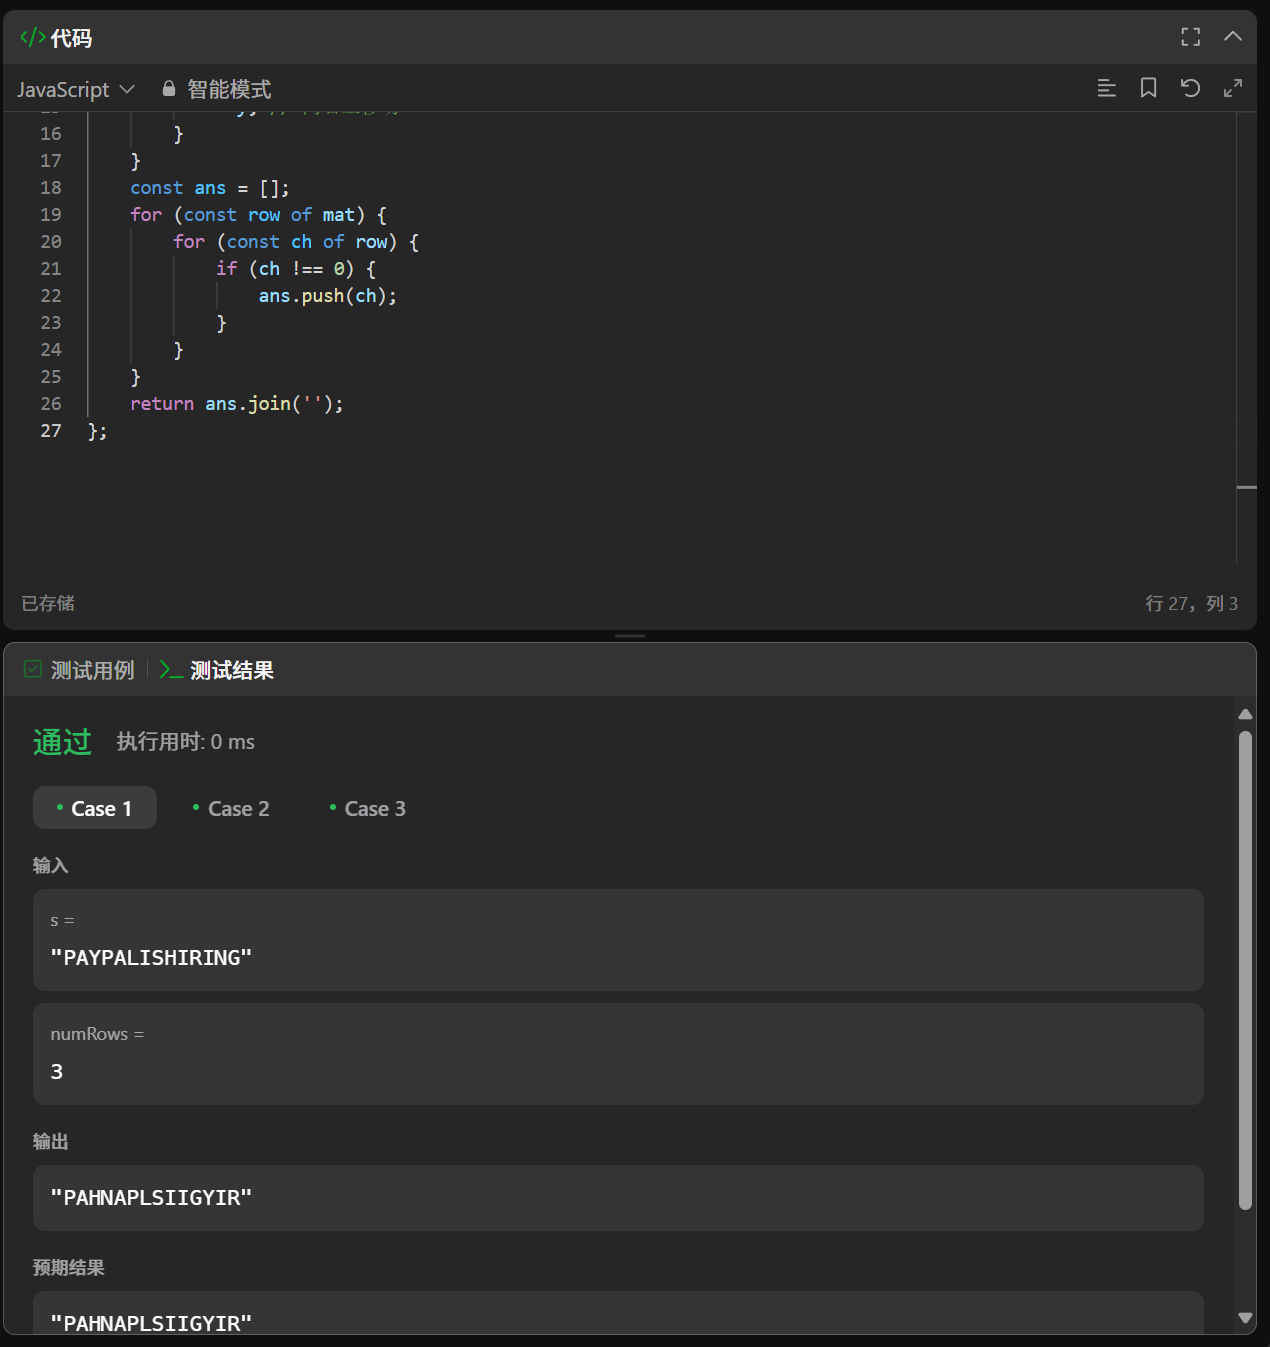 </> 代码
JavaScript 智能模式
16 }
17 }
18 const ans = [];
19 for (const row of mat) {
20 for (const ch of row) {
21 if (ch !== 0) {
22 ans.push(ch);
23 }
24 }
25 }
26 return ans.join('');
27 };
已存储 行 27，列 3
测试用例 >_ 测试结果
通过 执行用时: 0 ms
Case 1 Case 2 Case 3
输入
s =
"PAYPALISHIRING"
numRows =
3
输出
"PAHNAPLSIIGYIR"
预期结果
"PAHNAPLSIIGYIR"